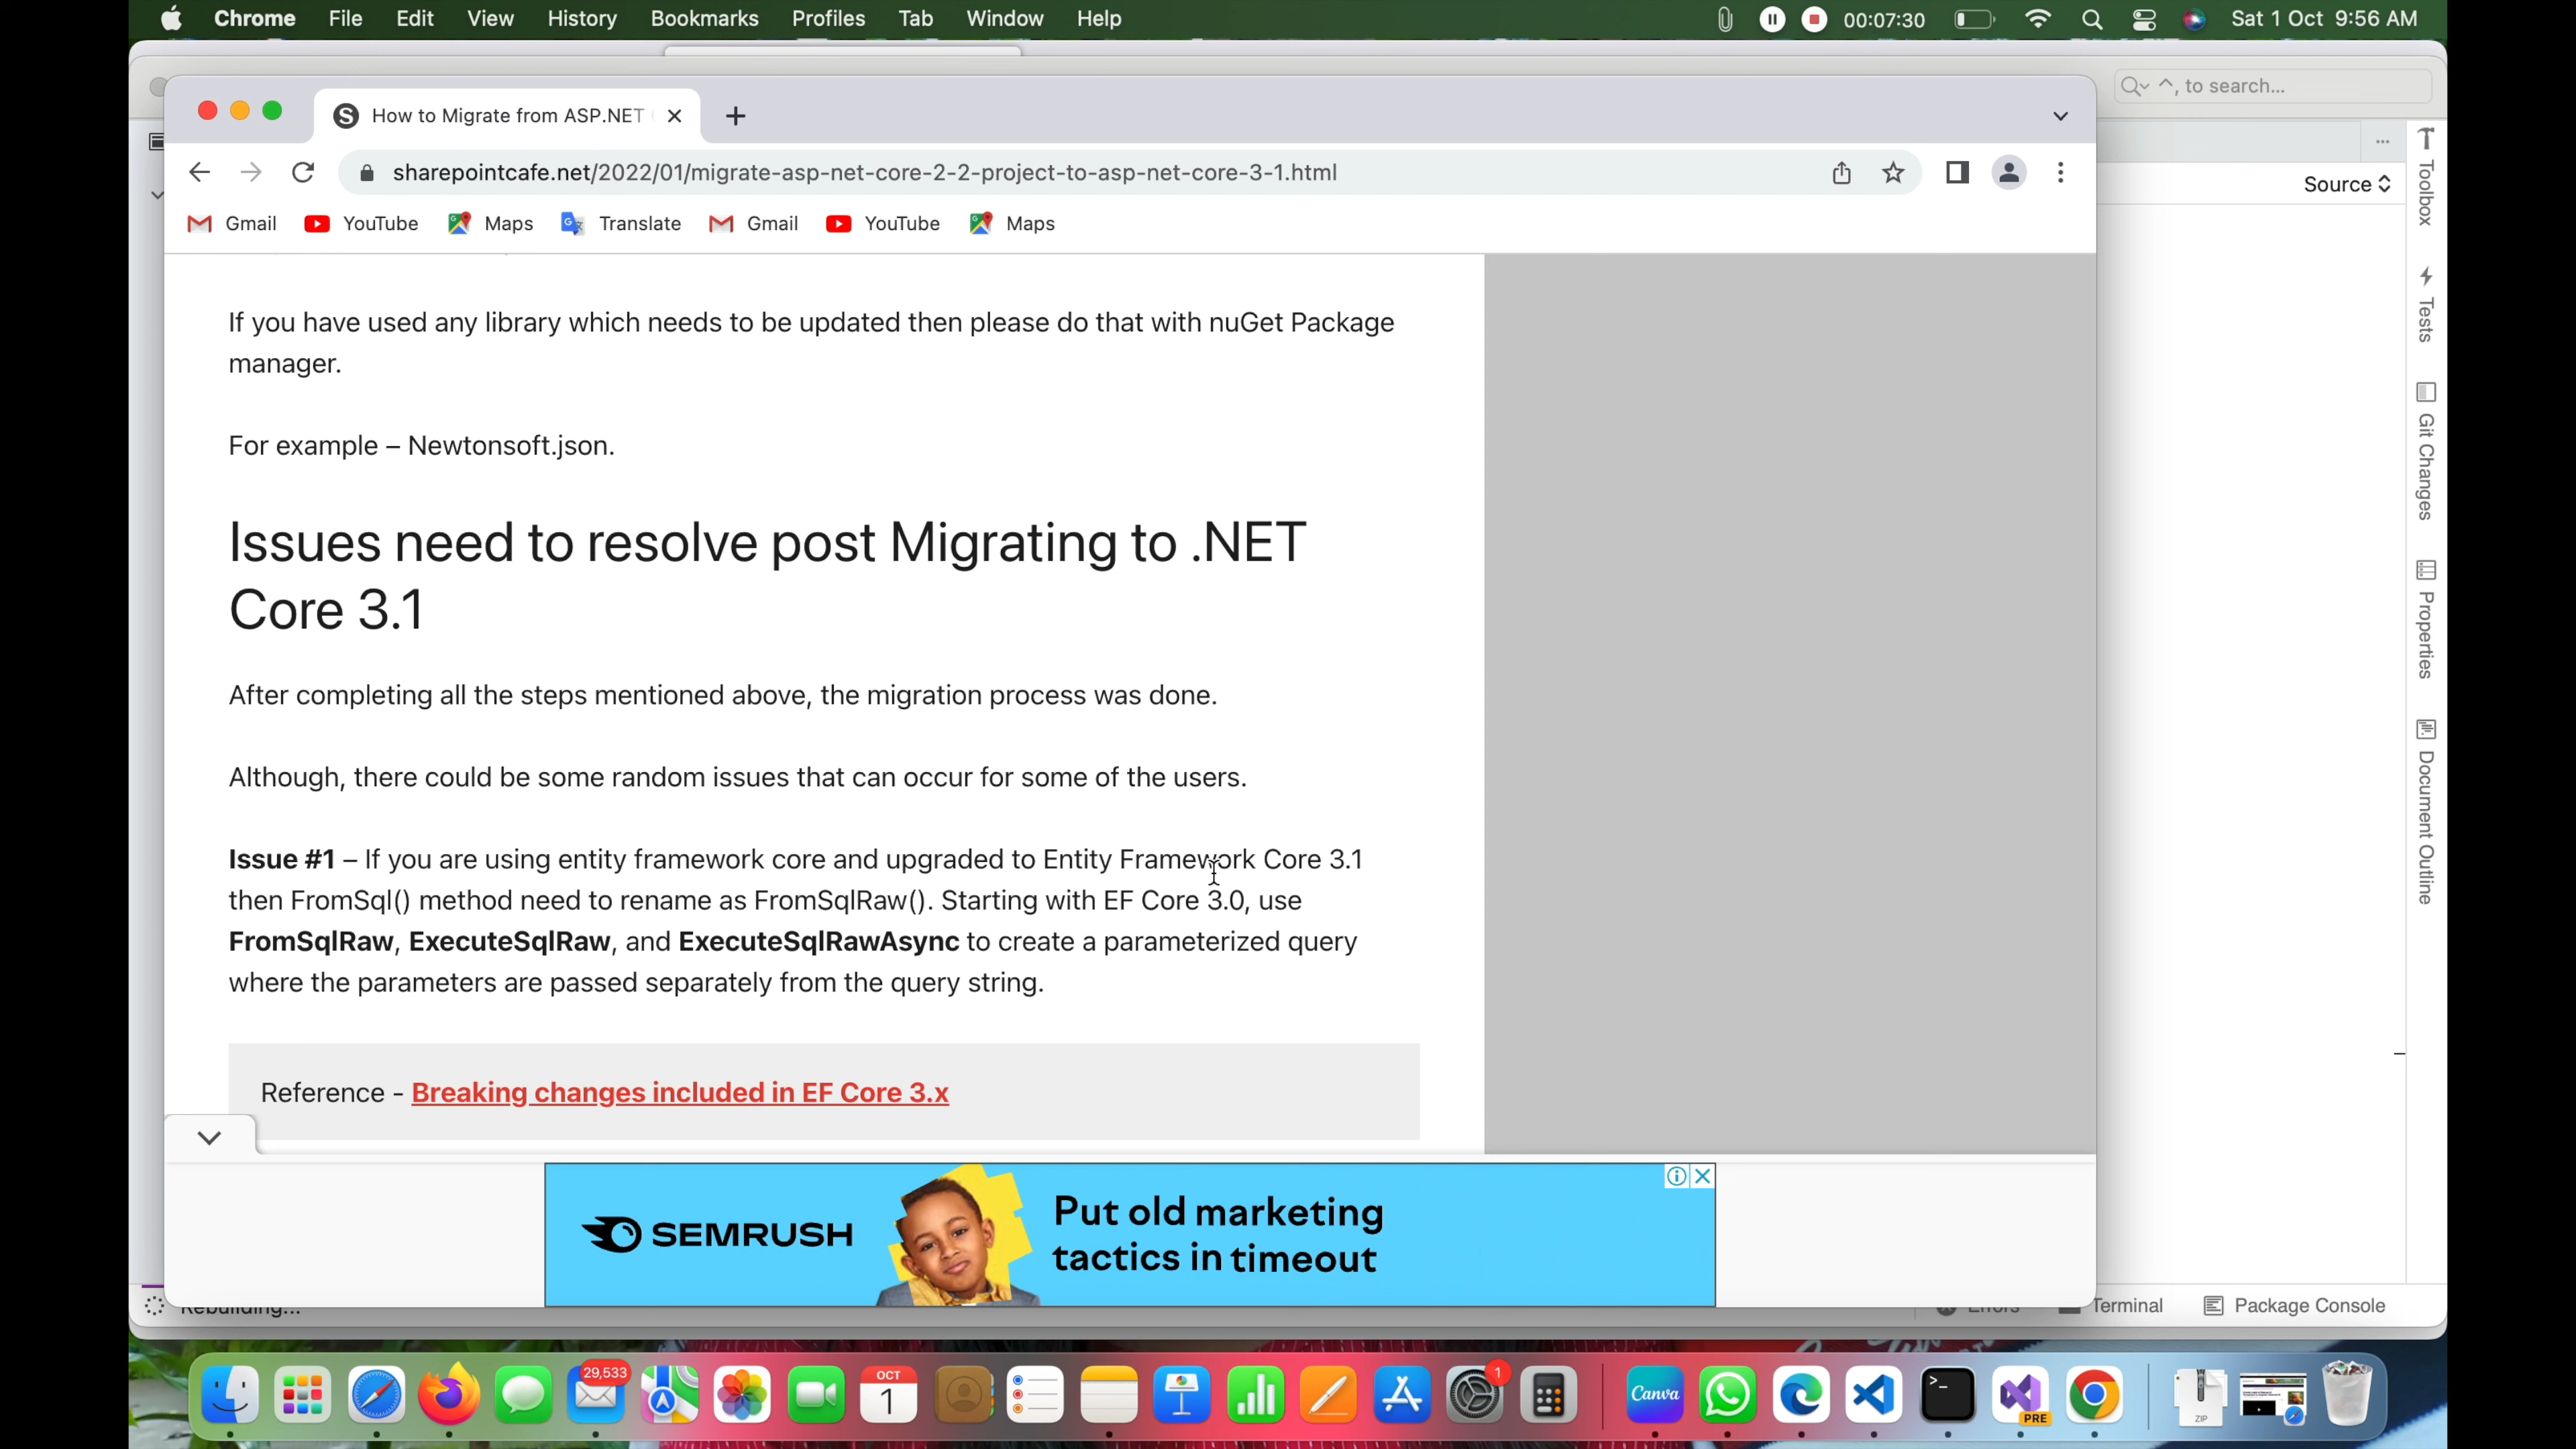 Chrome File Edit View History Bookmarks Profiles Tab Window Help 00:07:30 Sat 1 Oct 9:56 AM
^, to search...
How to Migrate from ASP.NET
sharepointcafe.net/2022/01/migrate-asp-net-core-2-2-project-to-asp-net-core-3-1.html
Source
Gmail YouTube Maps Translate Gmail YouTube Maps
Toolbox
Tests
Git Changes
Properties
Document Outline
If you have used any library which needs to be updated then please do that with nuGet Package
manager.
For example – Newtonsoft.json.
Issues need to resolve post Migrating to .NET
Core 3.1
After completing all the steps mentioned above, the migration process was done.
Although, there could be some random issues that can occur for some of the users.
Issue #1 – If you are using entity framework core and upgraded to Entity Framework Core 3.1
then FromSql() method need to rename as FromSqlRaw(). Starting with EF Core 3.0, use
FromSqlRaw, ExecuteSqlRaw, and ExecuteSqlRawAsync to create a parameterized query
where the parameters are passed separately from the query string.
Reference - Breaking changes included in EF Core 3.x
SEMRUSH
Put old marketing
tactics in timeout
Rebuilding...
Errors Terminal Package Console
29,533
OCT
1
1
Canva
PRE
ZIP